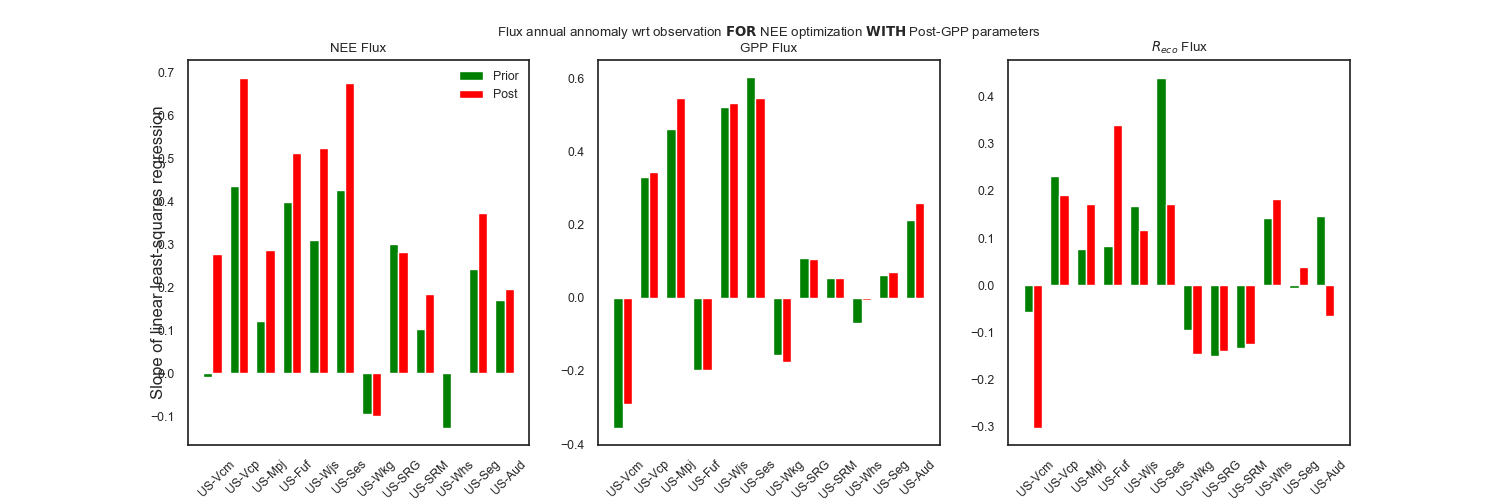 Flux annual annomaly wrt observation FOR NEE optimization WITH Post-GPP parameters
NEE Flux
GPP Flux
Reco Flux
Slope of linear least-squares regression
0.7
0.6
0.5
0.4
0.3
0.2
0.1
0.0
−0.1
Prior
Post
US-Vcm
US-Vcp
US-Mpj
US-Fuf
US-Wjs
US-Ses
US-Wkg
US-SRG
US-SRM
US-Whs
US-Seg
US-Aud
0.6
0.4
0.2
0.0
−0.2
−0.4
US-Vcm
US-Vcp
US-Mpj
US-Fuf
US-Wjs
US-Ses
US-Wkg
US-SRG
US-SRM
US-Whs
US-Seg
US-Aud
0.4
0.3
0.2
0.1
0.0
−0.1
−0.2
−0.3
US-Vcm
US-Vcp
US-Mpj
US-Fuf
US-Wjs
US-Ses
US-Wkg
US-SRG
US-SRM
US-Whs
US-Seg
US-Aud